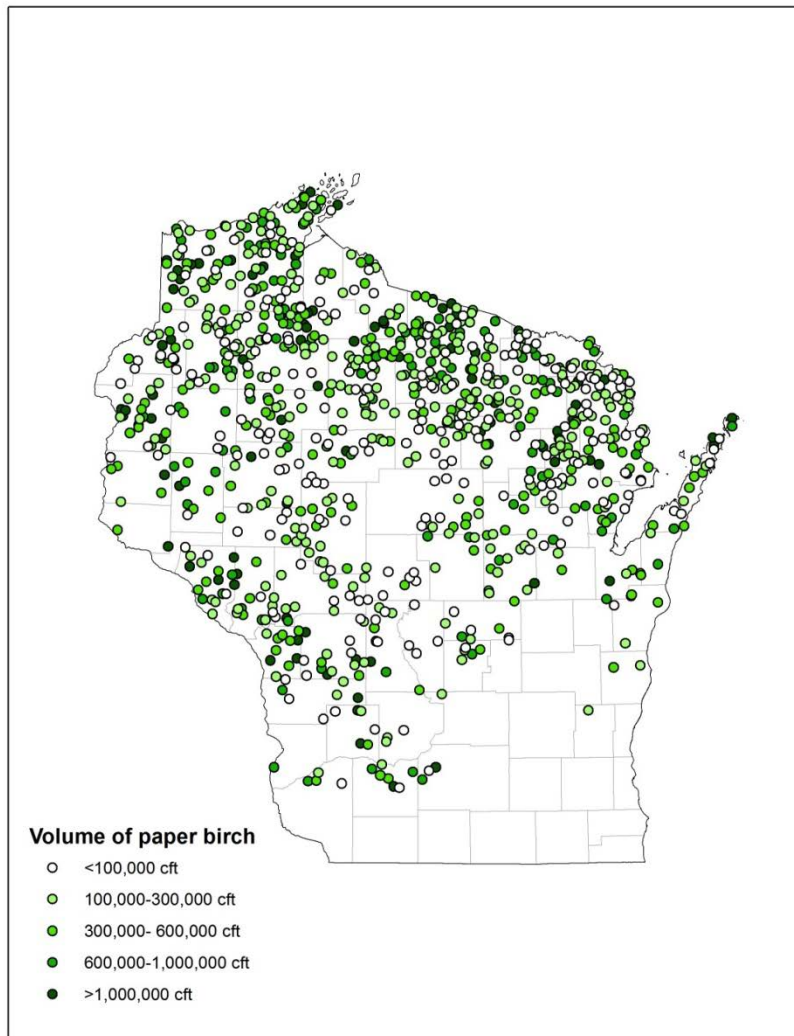 Volume of paper birch
<100,000 cft
100,000-300,000 cft
300,000- 600,000 cft
600,000-1,000,000 cft
>1,000,000 cft